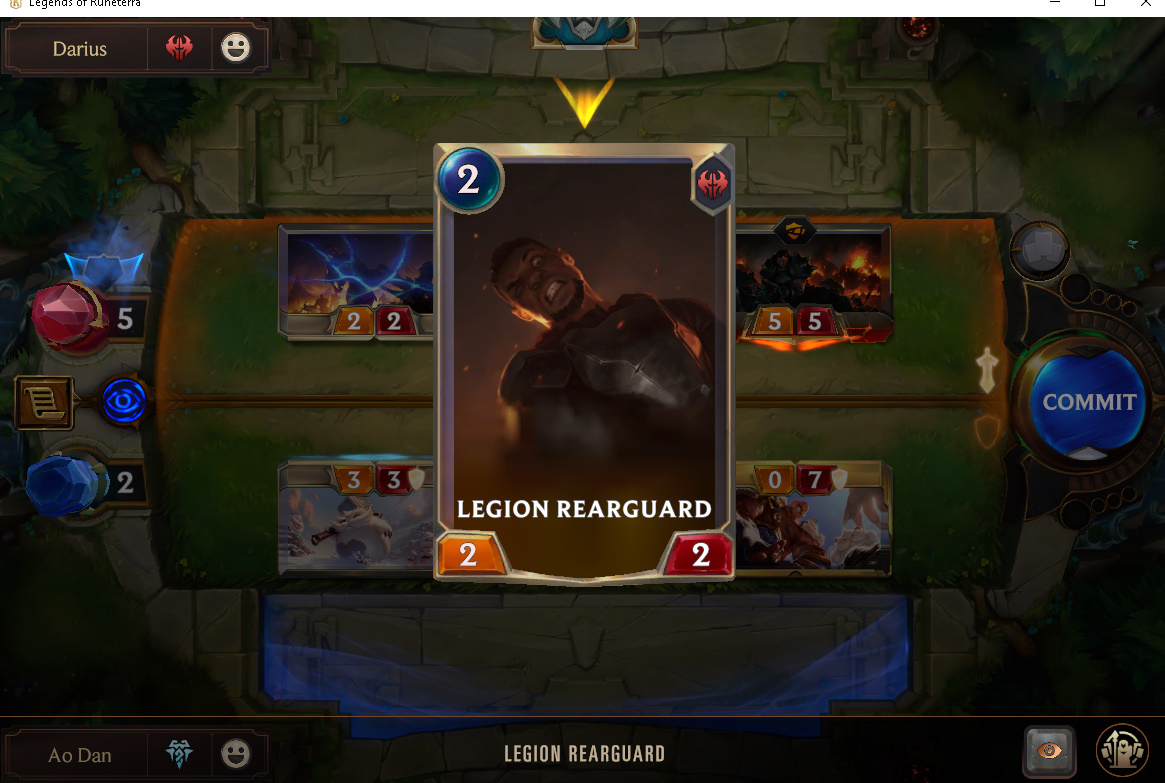 Legends of Runeterra
Darius
2
2 2
5 5
5
COMMIT
2
3 3
0 7
LEGION REARGUARD
2 2
Ao Dan
LEGION REARGUARD